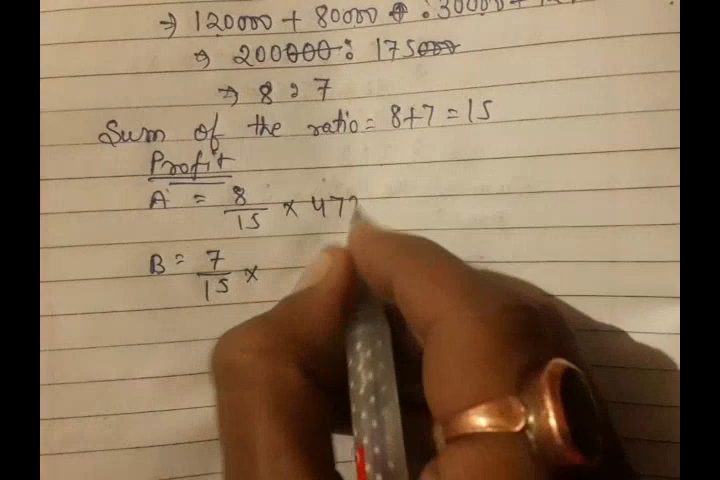 ⇒ 120000 + 80000 : 30000 +
⇒ 200000 : 175000
⇒ 8 : 7
Sum of the ratio = 8+7 = 15
Profit
A = 8/15 × 472
B = 7/15 ×